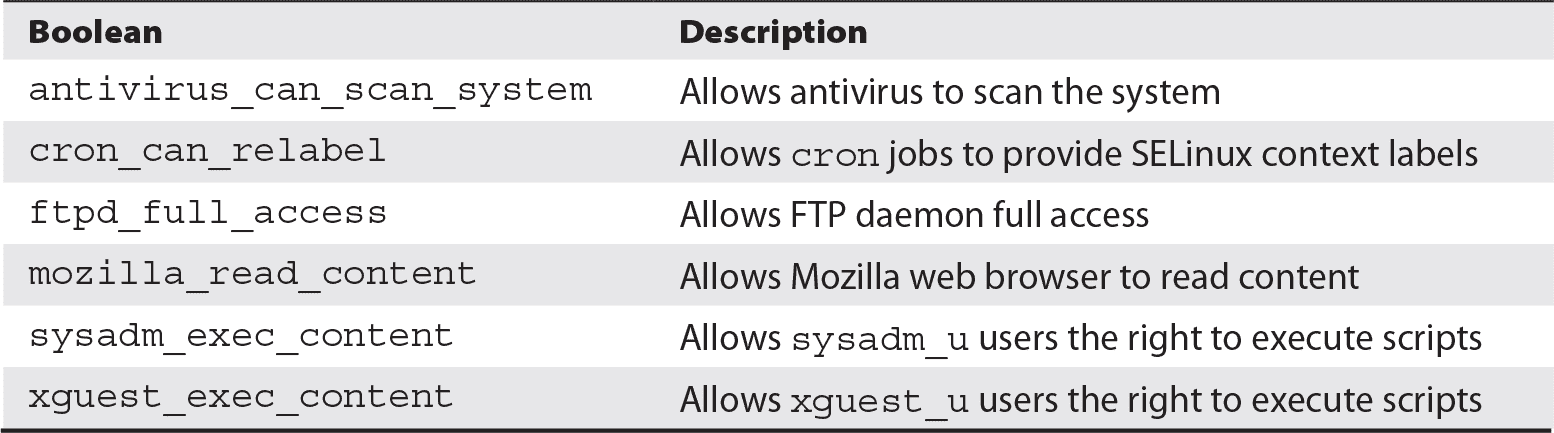 Boolean Description
antivirus_can_scan_system Allows antivirus to scan the system
cron_can_relabel Allows cron jobs to provide SELinux context labels
ftpd_full_access Allows FTP daemon full access
mozilla_read_content Allows Mozilla web browser to read content
sysadm_exec_content Allows sysadm_u users the right to execute scripts
xguest_exec_content Allows xguest_u users the right to execute scripts